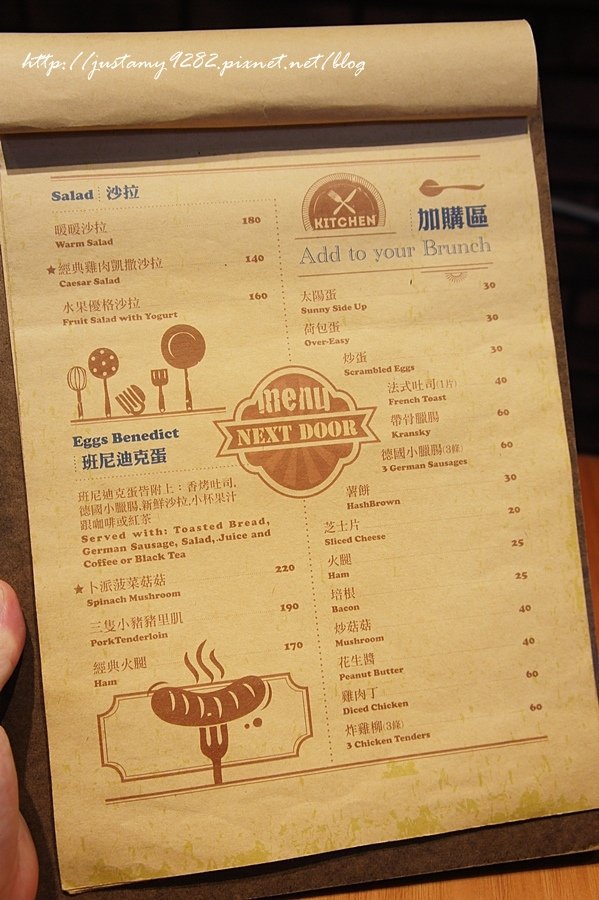 http://justamy9282.pixnet.net/blog
Salad 沙拉
暖暖沙拉 180
Warm Salad
★經典雞肉凱撒沙拉 140
Caesar Salad
水果優格沙拉 160
Fruit Salad with Yogurt
Eggs Benedict
班尼迪克蛋
班尼迪克蛋皆附上：香烤吐司,
德國小臘腸,新鮮沙拉,小杯果汁
跟咖啡或紅茶
Served with: Toasted Bread,
German Sausage, Salad, Juice and
Coffee or Black Tea
★卜派菠菜菇菇 220
Spinach Mushroom
三隻小豬豬里肌 190
PorkTenderloin
經典火腿 170
Ham
menu
NEXT DOOR
KITCHEN
加購區
Add to your Brunch
太陽蛋 30
Sunny Side Up
荷包蛋 30
Over-Easy
炒蛋 30
Scrambled Eggs
法式吐司(1片) 40
French Toast
帶骨臘腸 60
Kransky
德國小臘腸(3條) 60
3 German Sausages
薯餅 30
HashBrown
芝士片 20
Sliced Cheese
火腿 25
Ham
培根 25
Bacon
炒菇菇 40
Mushroom
花生醬 40
Peanut Butter
雞肉丁 60
Diced Chicken
炸雞柳(3條) 60
3 Chicken Tenders